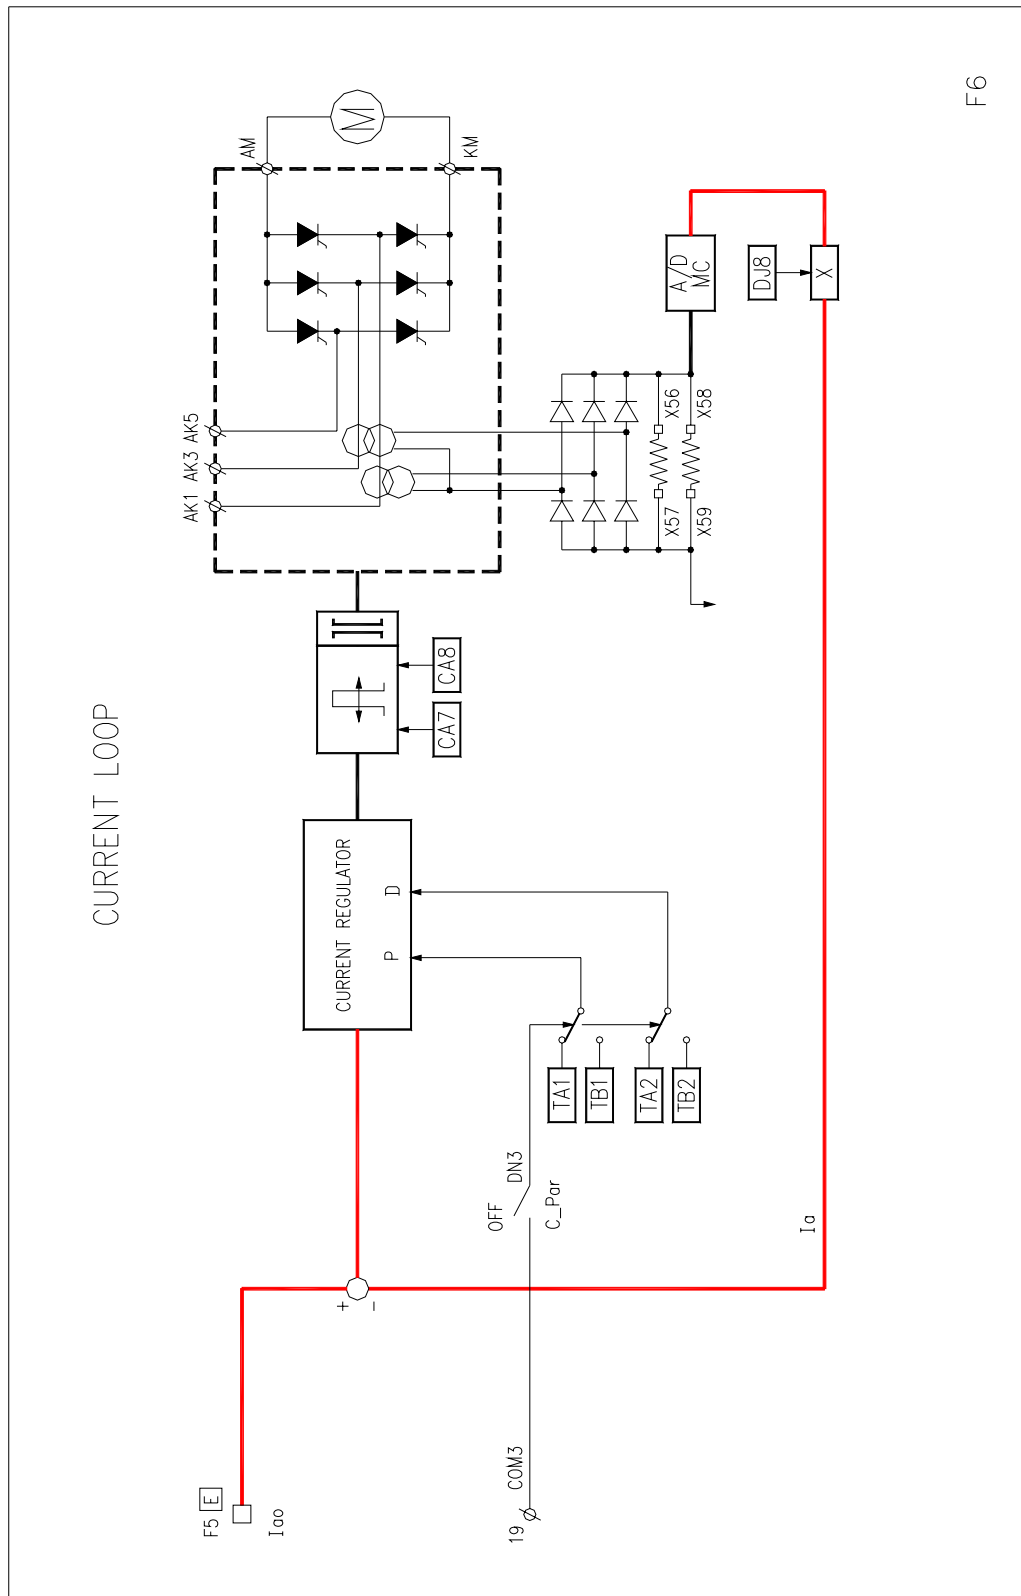 CURRENT LOOP
F5 E
Iao
+
-
19
COM3
OFF
DN3
C_Par
TA1
TB1
TA2
TB2
CURRENT REGULATOR
P
D
CA7
CA8
AK1
AK3
AK5
AM
KM
M
X57
X56
X59
X58
A/D
MC
DJ8
X
Ia
F6